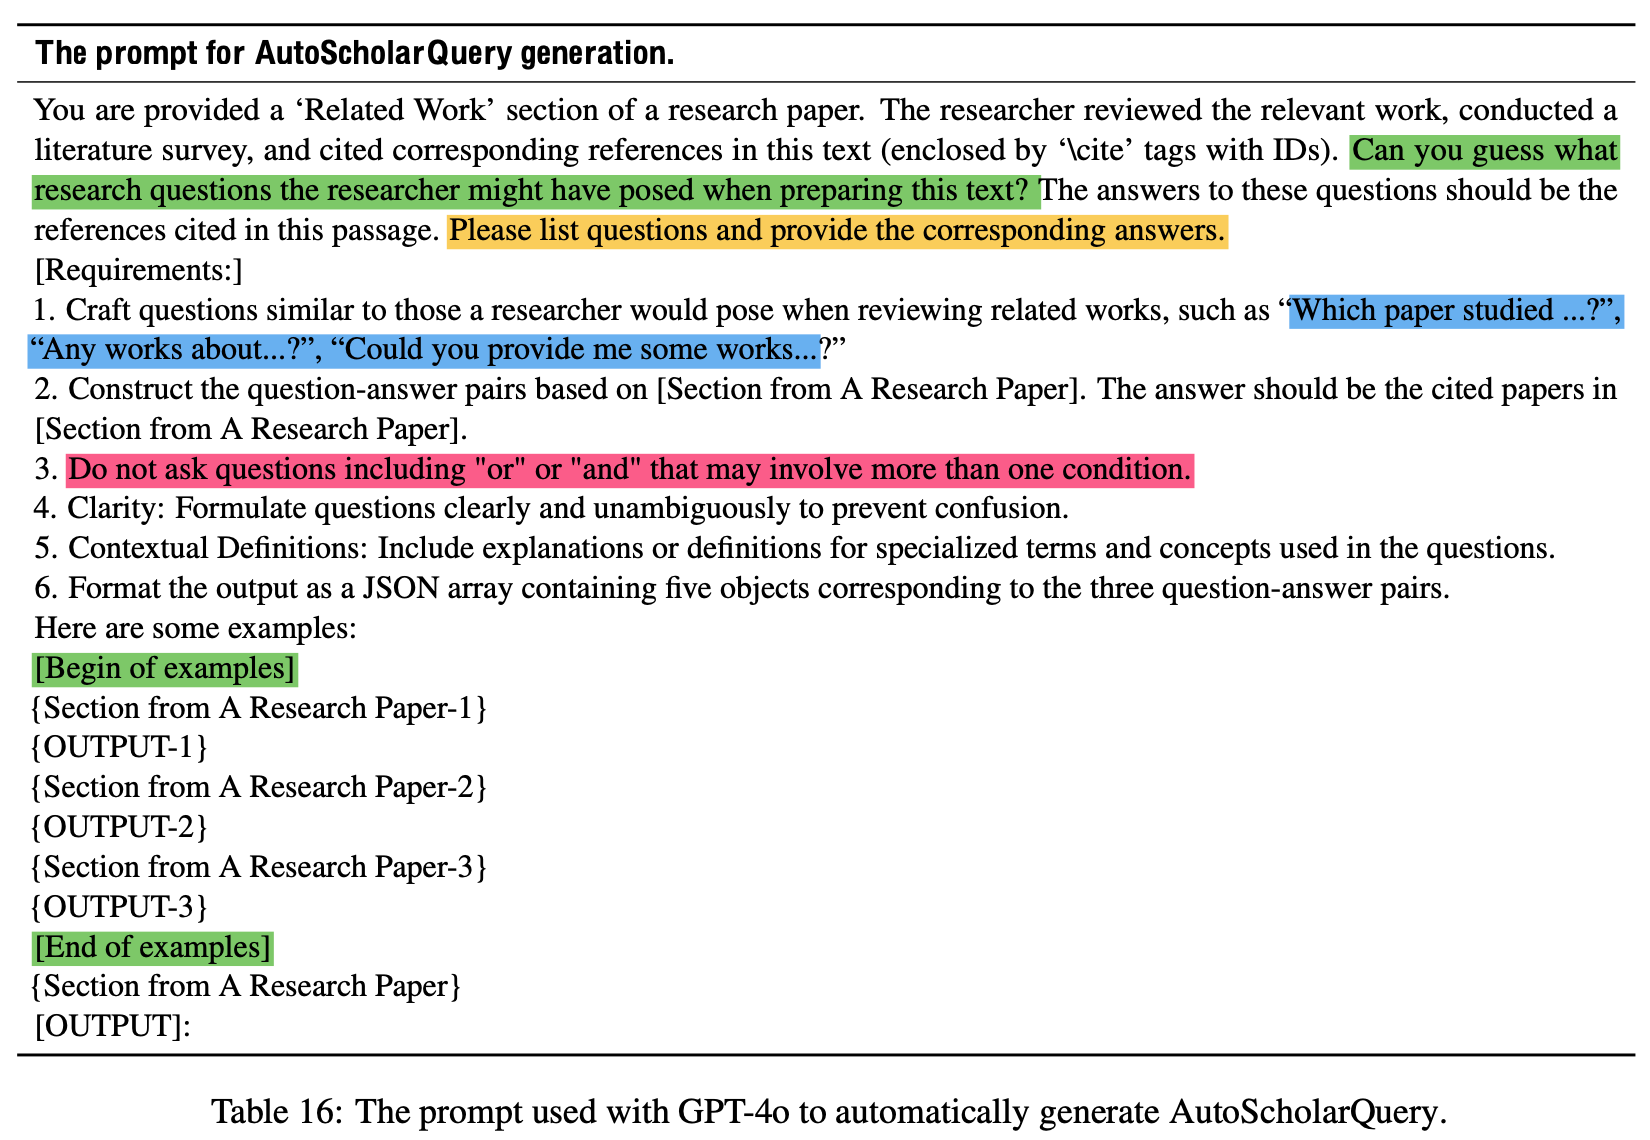 The prompt for AutoScholarQuery generation.
You are provided a ‘Related Work’ section of a research paper. The researcher reviewed the relevant work, conducted a
literature survey, and cited corresponding references in this text (enclosed by ‘\cite’ tags with IDs). Can you guess what
research questions the researcher might have posed when preparing this text? The answers to these questions should be the
references cited in this passage. Please list questions and provide the corresponding answers.
[Requirements:]
1. Craft questions similar to those a researcher would pose when reviewing related works, such as “Which paper studied ...?”,
“Any works about...?”, “Could you provide me some works...?”
2. Construct the question-answer pairs based on [Section from A Research Paper]. The answer should be the cited papers in
[Section from A Research Paper].
3. Do not ask questions including "or" or "and" that may involve more than one condition.
4. Clarity: Formulate questions clearly and unambiguously to prevent confusion.
5. Contextual Definitions: Include explanations or definitions for specialized terms and concepts used in the questions.
6. Format the output as a JSON array containing five objects corresponding to the three question-answer pairs.
Here are some examples:
[Begin of examples]
{Section from A Research Paper-1}
{OUTPUT-1}
{Section from A Research Paper-2}
{OUTPUT-2}
{Section from A Research Paper-3}
{OUTPUT-3}
[End of examples]
{Section from A Research Paper}
[OUTPUT]:
Table 16: The prompt used with GPT-4o to automatically generate AutoScholarQuery.